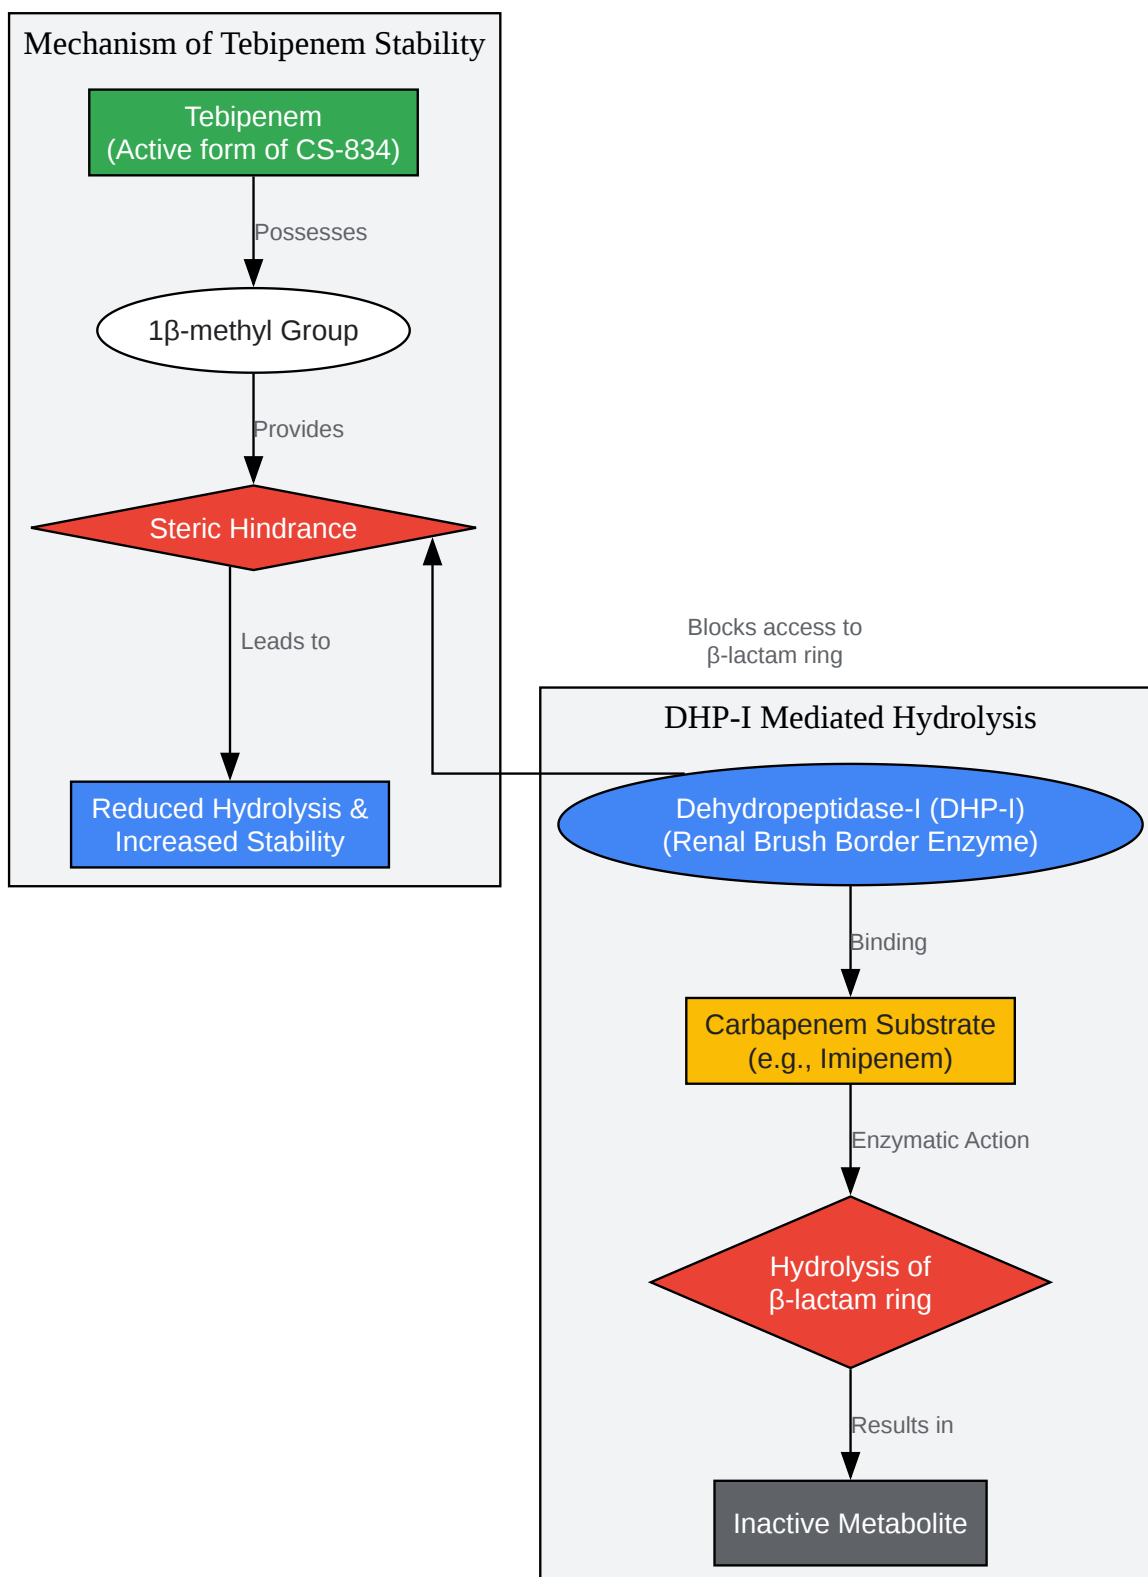 Mechanism of Tebipenem Stability
Tebipenem
(Active form of CS-834)
Possesses
1β-methyl Group
Provides
Steric Hindrance
Leads to
Reduced Hydrolysis &
Increased Stability
Blocks access to
β-lactam ring
DHP-I Mediated Hydrolysis
Dehydropeptidase-I (DHP-I)
(Renal Brush Border Enzyme)
Binding
Carbapenem Substrate
(e.g., Imipenem)
Enzymatic Action
Hydrolysis of
β-lactam ring
Results in
Inactive Metabolite